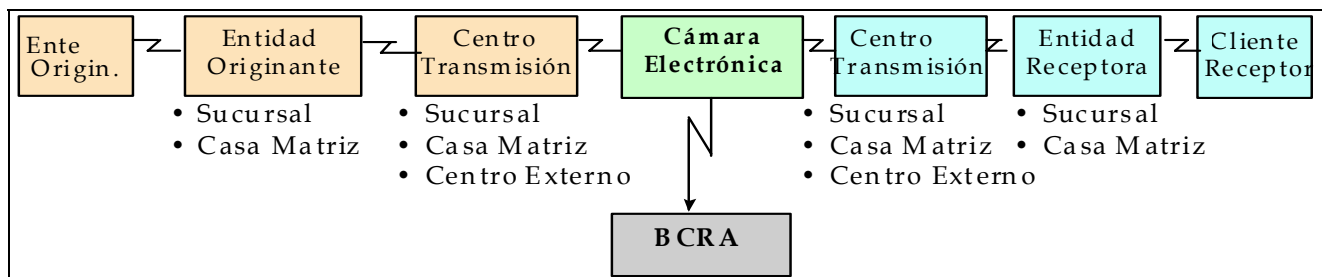 Ente
Origin.
Entidad
Originante
• Sucursal
• Casa Matriz
Centro
Transmisión
• Sucursal
• Casa Matriz
• Centro Externo
Cámara
Electrónica
BCRA
Centro
Transmisión
• Sucursal
• Casa Matriz
• Centro Externo
Entidad
Receptora
• Sucursal
• Casa Matriz
Cliente
Receptor